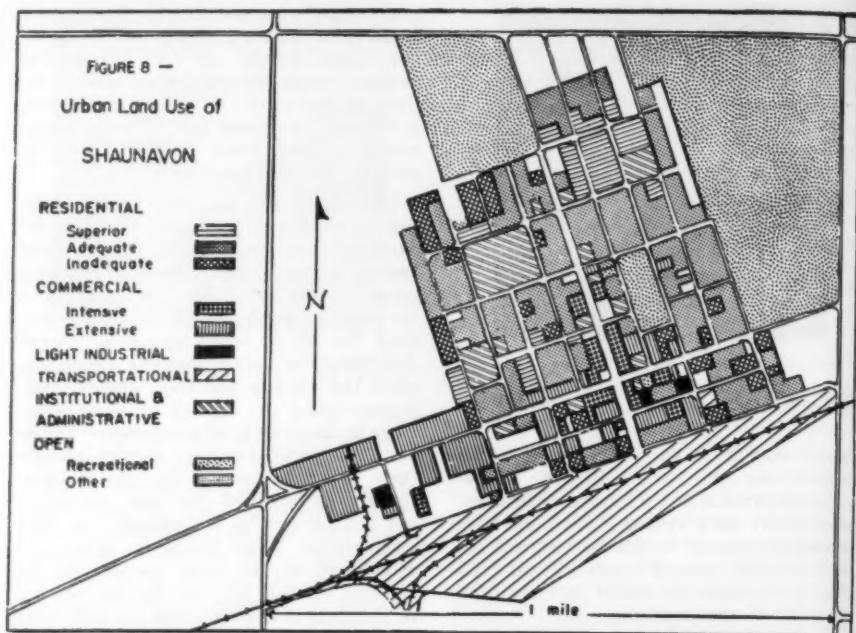 FIGURE 8 —
Urban Land Use of
SHAUNAVON
RESIDENTIAL
Superior
Adequate
Inadequate
COMMERCIAL
Intensive
Extensive
LIGHT INDUSTRIAL
TRANSPORTATIONAL
INSTITUTIONAL &
ADMINISTRATIVE
OPEN
Recreational
Other
N
1 mile